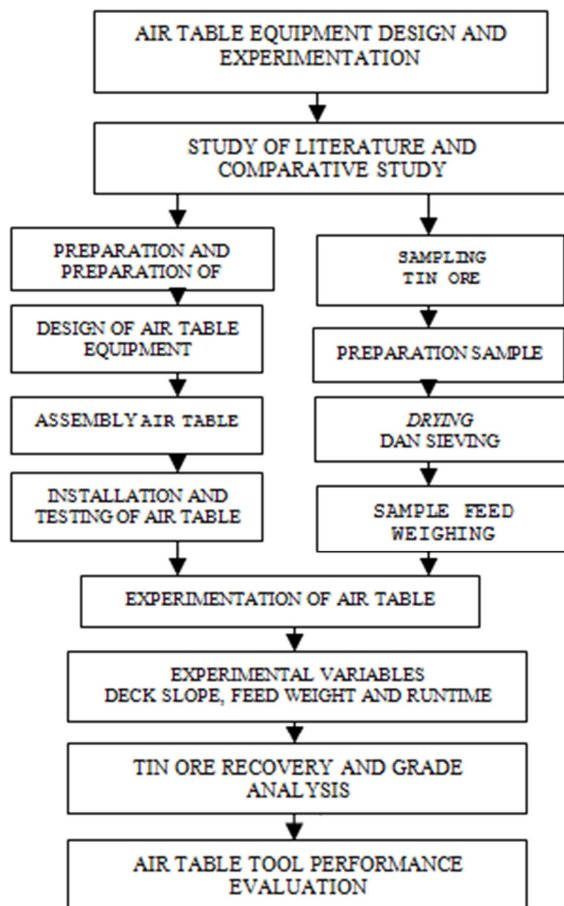 AIR TABLE EQUIPMENT DESIGN AND
EXPERIMENTATION
STUDY OF LITERATURE AND
COMPARATIVE STUDY
PREPARATION AND
PREPARATION OF
DESIGN OF AIR TABLE
EQUIPMENT
ASSEMBLY AIR TABLE
INSTALLATION AND
TESTING OF AIR TABLE
SAMPLING
TIN ORE
PREPARATION SAMPLE
DRYING
DAN SIEVING
SAMPLE FEED
WEIGHING
EXPERIMENTATION OF AIR TABLE
EXPERIMENTAL VARIABLES
DECK SLOPE, FEED WEIGHT AND RUNTIME
TIN ORE RECOVERY AND GRADE
ANALYSIS
AIR TABLE TOOL PERFORMANCE
EVALUATION